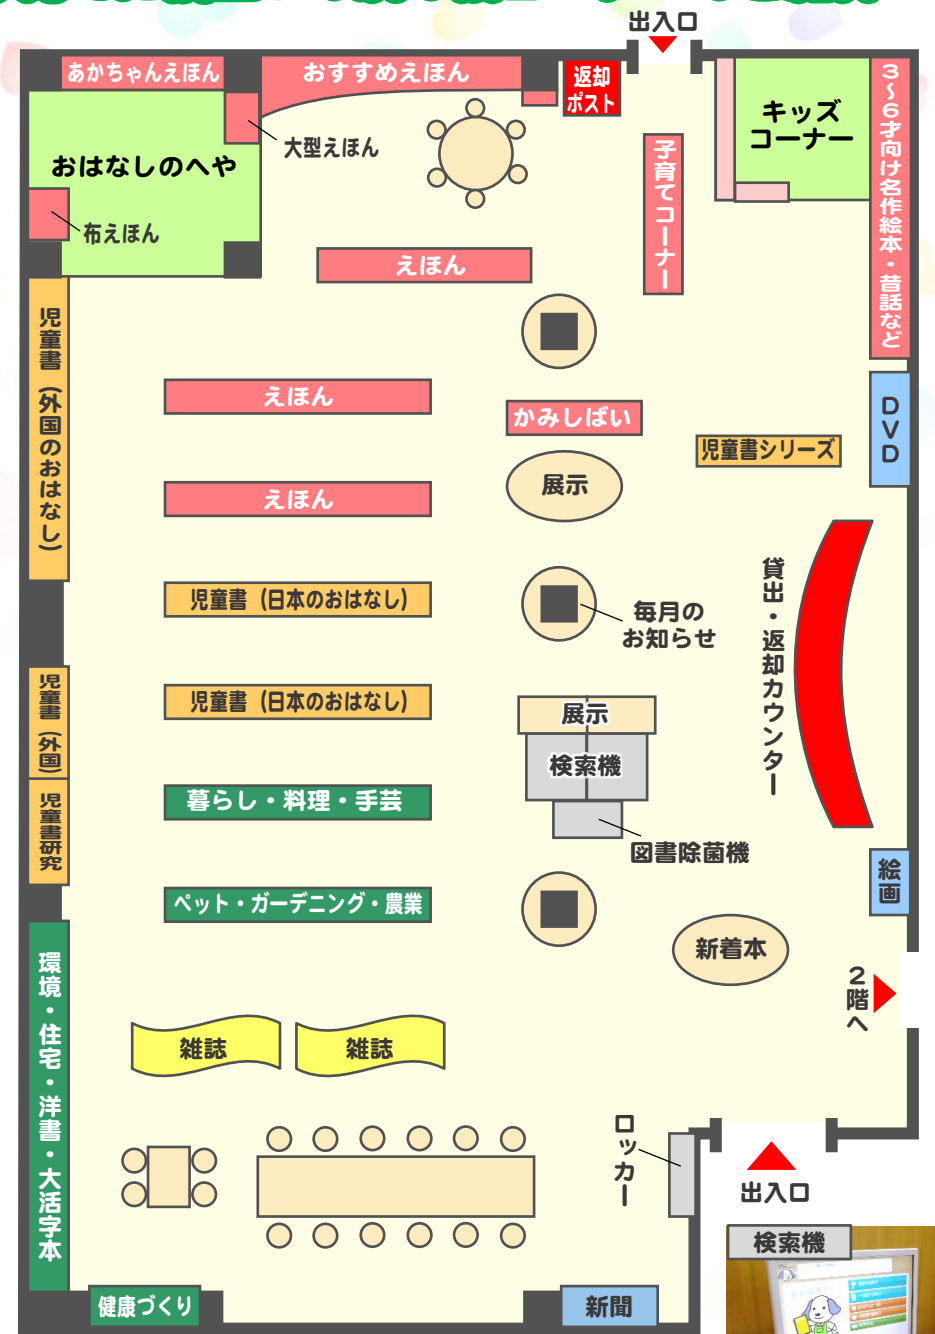 出入口
あかちゃんえほん
おすすめえほん
返却
ポスト
キッズ
コーナー
3～6才向け名作絵本・昔話など
大型えほん
おはなしのへや
布えほん
子育てコーナー
えほん
児童書（外国のおはなし）
えほん
かみしばい
DVD
児童書シリーズ
えほん
展示
貸出・返却カウンター
児童書（日本のおはなし）
毎月の
お知らせ
児童書（外国）
児童書（日本のおはなし）
展示
検索機
児童書研究
暮らし・料理・手芸
図書除菌機
絵画
ペット・ガーデニング・農業
新着本
環境・住宅・洋書・大活字本
2階へ
雑誌
雑誌
ロッカー
出入口
検索機
健康づくり
新聞